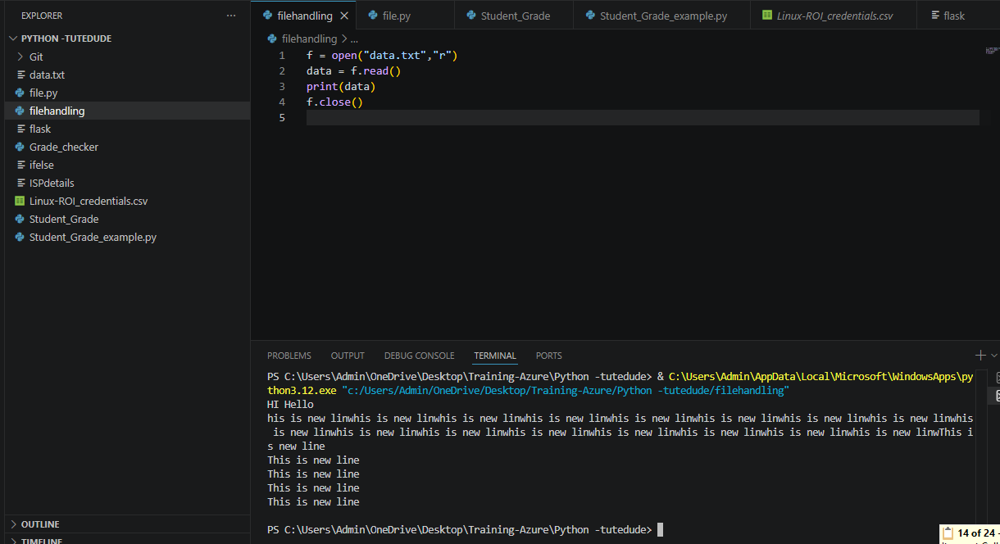 EXPLORER
PYTHON -TUTEDUDE
Git
data.txt
file.py
filehandling
flask
Grade_checker
ifelse
ISPdetails
Linux-ROI_credentials.csv
Student_Grade
Student_Grade_example.py
OUTLINE
TIMELINE
filehandling file.py Student_Grade Student_Grade_example.py Linux-ROI_credentials.csv flask
filehandling > ...
1 f = open("data.txt","r")
2 data = f.read()
3 print(data)
4 f.close()
5
PROBLEMS OUTPUT DEBUG CONSOLE TERMINAL PORTS
PS C:\Users\Admin\OneDrive\Desktop\Training-Azure\Python -tutedude> & C:\Users\Admin\AppData\Local\Microsoft\WindowsApps\py
thon3.12.exe "c:/Users/Admin/OneDrive/Desktop/Training-Azure/Python -tutedude/filehandling"
HI Hello
his is new linwhis is new linwhis is new linwhis is new linwhis is new linwhis is new linwhis is new linwhis is new linwhis
 is new linwhis is new linwhis is new linwhis is new linwhis is new linwhis is new linwhis is new linwhis is new linwThis i
s new line
This is new line
This is new line
This is new line
This is new line
PS C:\Users\Admin\OneDrive\Desktop\Training-Azure\Python -tutedude>
14 of 24 -